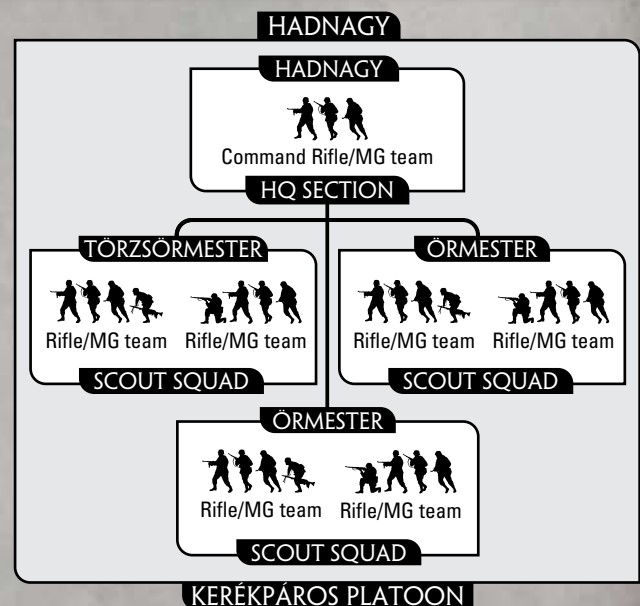 HADNAGY
HADNAGY
Command Rifle/MG team
HQ SECTION
TÖRZSŐRMESTER
Rifle/MG team Rifle/MG team
SCOUT SQUAD
ŐRMESTER
Rifle/MG team Rifle/MG team
SCOUT SQUAD
ŐRMESTER
Rifle/MG team Rifle/MG team
SCOUT SQUAD
KERÉKPÁROS PLATOON